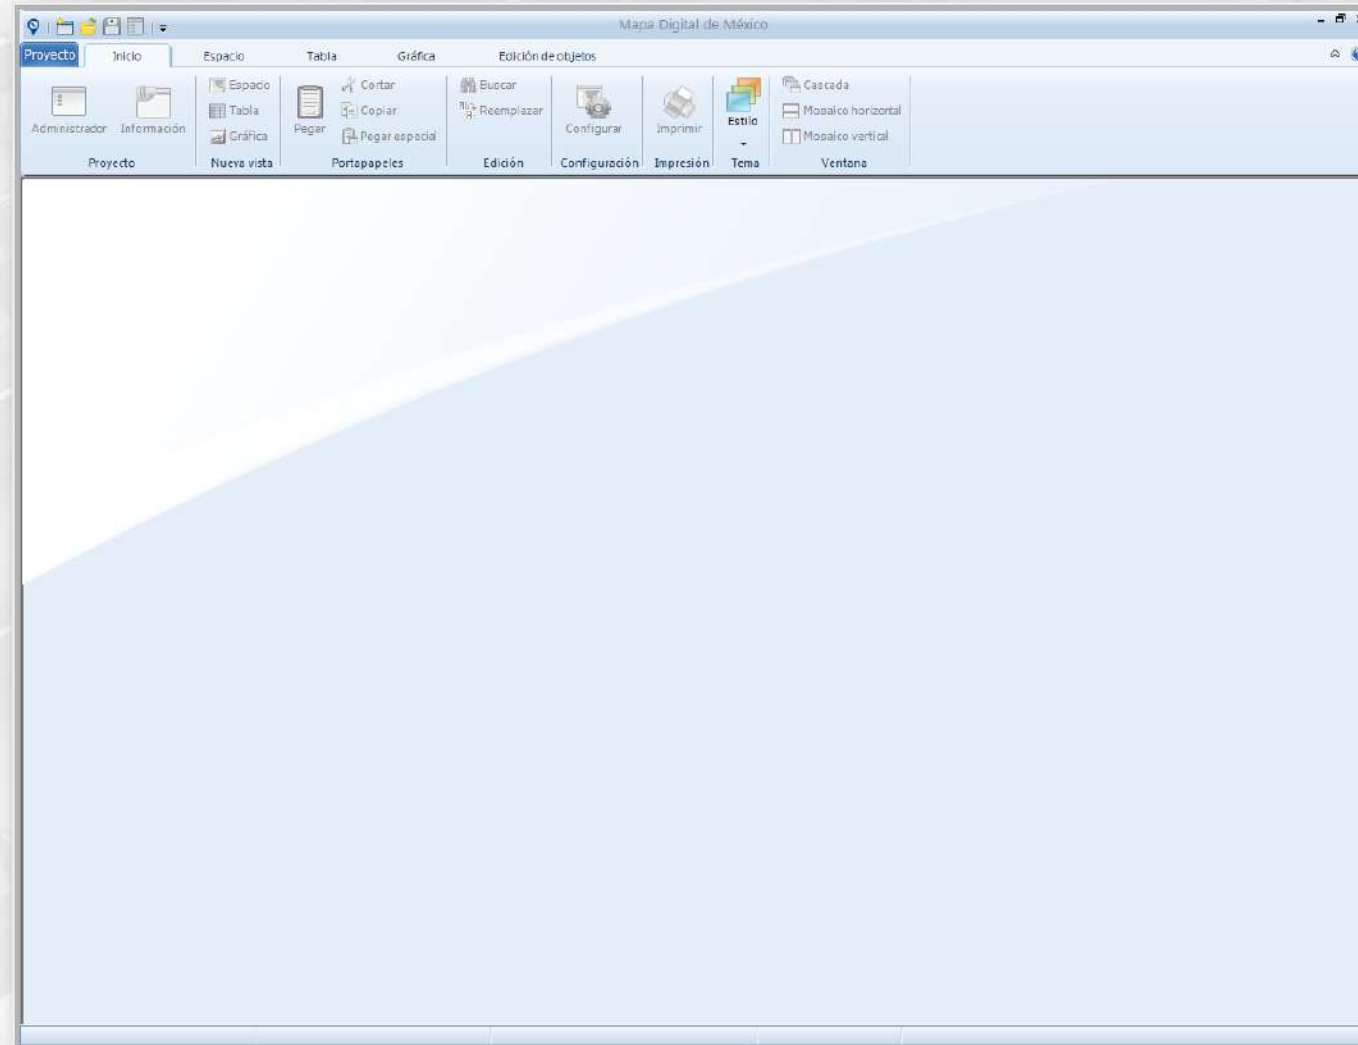 Mapa Digital de México
Proyecto Inicio Espacio Tabla Gráfica Edición de objetos
Espacio Cortar Buscar Cascada
Tabla Copiar Reemplazar Mosaico horizontal
Administrador Información Gráfica Pegar Pegar especial Configurar Imprimir Estilo Mosaico vertical
Proyecto Nueva vista Portapapeles Edición Configuración Impresión Tema Ventana